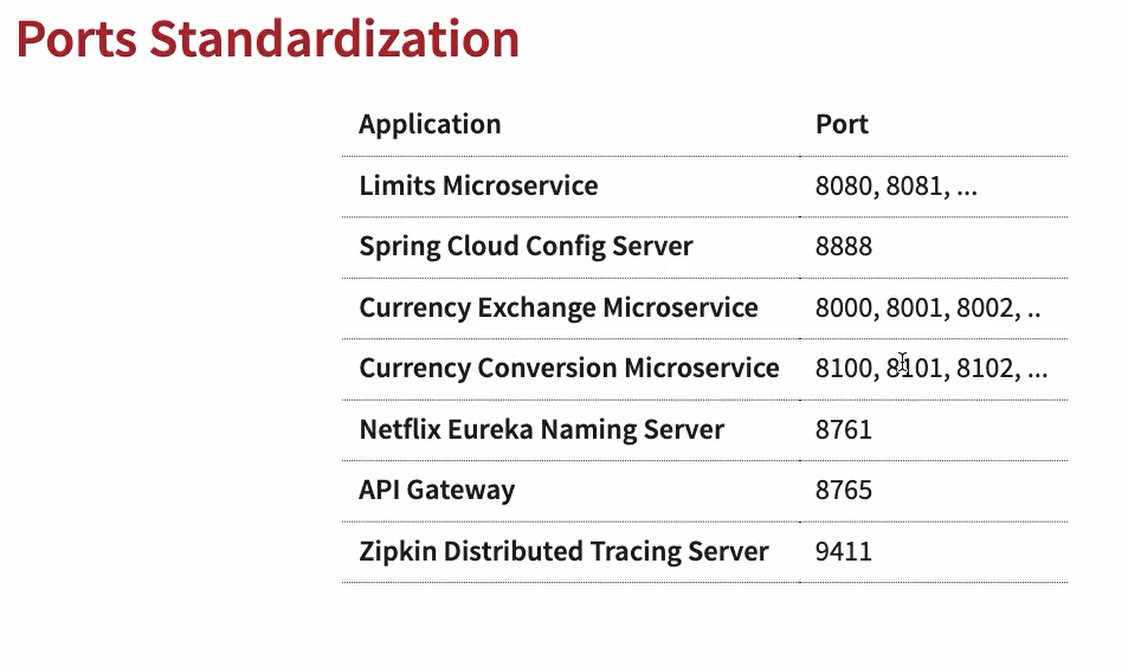 Ports Standardization
Application Port
Limits Microservice 8080, 8081, ...
Spring Cloud Config Server 8888
Currency Exchange Microservice 8000, 8001, 8002, ..
Currency Conversion Microservice 8100, 8101, 8102, ...
Netflix Eureka Naming Server 8761
API Gateway 8765
Zipkin Distributed Tracing Server 9411